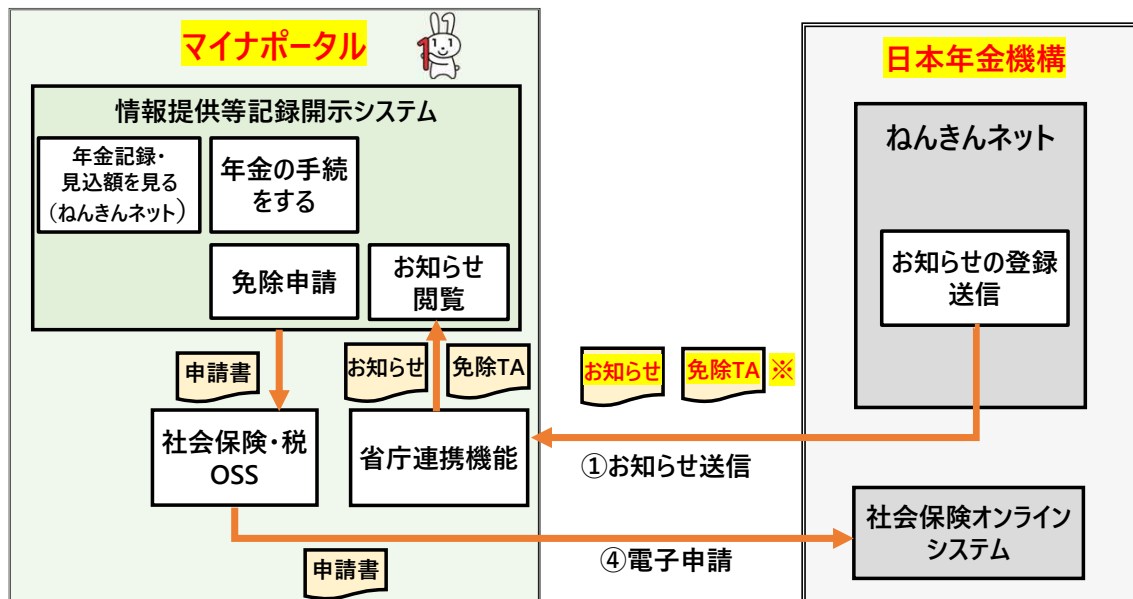 マイナポータル
1
情報提供等記録開示システム
年金記録・
見込額を見る
(ねんきんネット)
年金の手続
をする
免除申請
お知らせ
閲覧
申請書
お知らせ
免除TA
社会保険・税
OSS
省庁連携機能
申請書
お知らせ
免除TA
※
①お知らせ送信
④電子申請
日本年金機構
ねんきんネット
お知らせの登録
送信
社会保険オンライン
システム